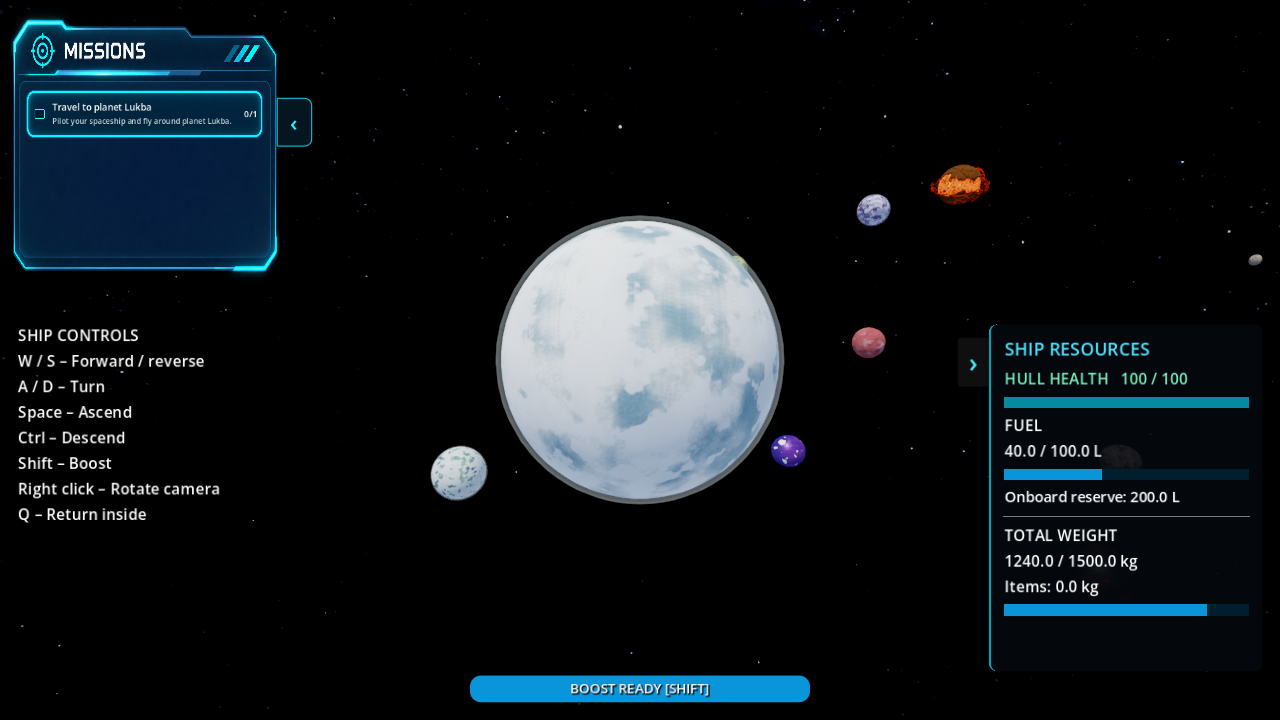 MISSIONS
Travel to planet Lukba
Pilot your spaceship and fly around planet Lukba.
0/1
‹
SHIP CONTROLS
W / S – Forward / reverse
A / D – Turn
Space – Ascend
Ctrl – Descend
Shift – Boost
Right click – Rotate camera
Q – Return inside
›
SHIP RESOURCES
HULL HEALTH 100 / 100
FUEL
40.0 / 100.0 L
Onboard reserve: 200.0 L
TOTAL WEIGHT
1240.0 / 1500.0 kg
Items: 0.0 kg
BOOST READY [SHIFT]